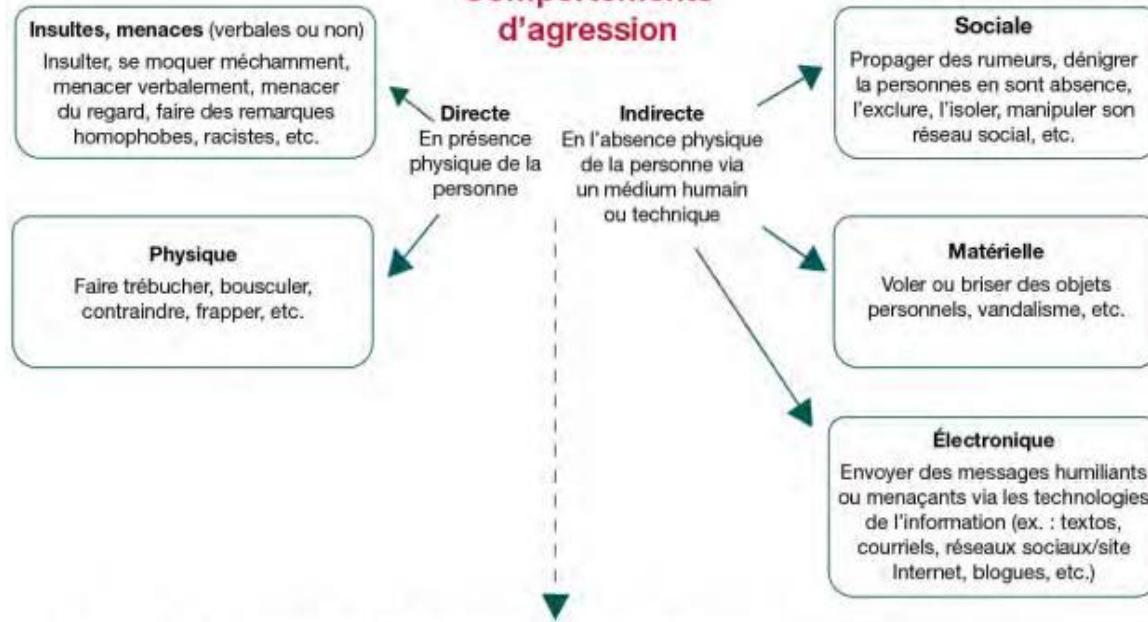 Comportements
d'agression
Insultes, menaces (verbales ou non)
Insulter, se moquer méchamment,
menacer verbalement, menacer
du regard, faire des remarques
homophobes, racistes, etc.
Directe
En présence
physique de la
personne
Indirecte
En l'absence physique
de la personne via
un médium humain
ou technique
Sociale
Propager des rumeurs, dénigrer
la personnes en sont absence,
l'exclure, l'isoler, manipuler son
réseau social, etc.
Physique
Faire trébucher, bousculer,
contraindre, frapper, etc.
Matérielle
Voler ou briser des objets
personnels, vandalisme, etc.
Électronique
Envoyer des messages humiliants
ou menaçants via les technologies
de l'information (ex. : textos,
courriels, réseaux sociaux/site
Internet, blogues, etc.)